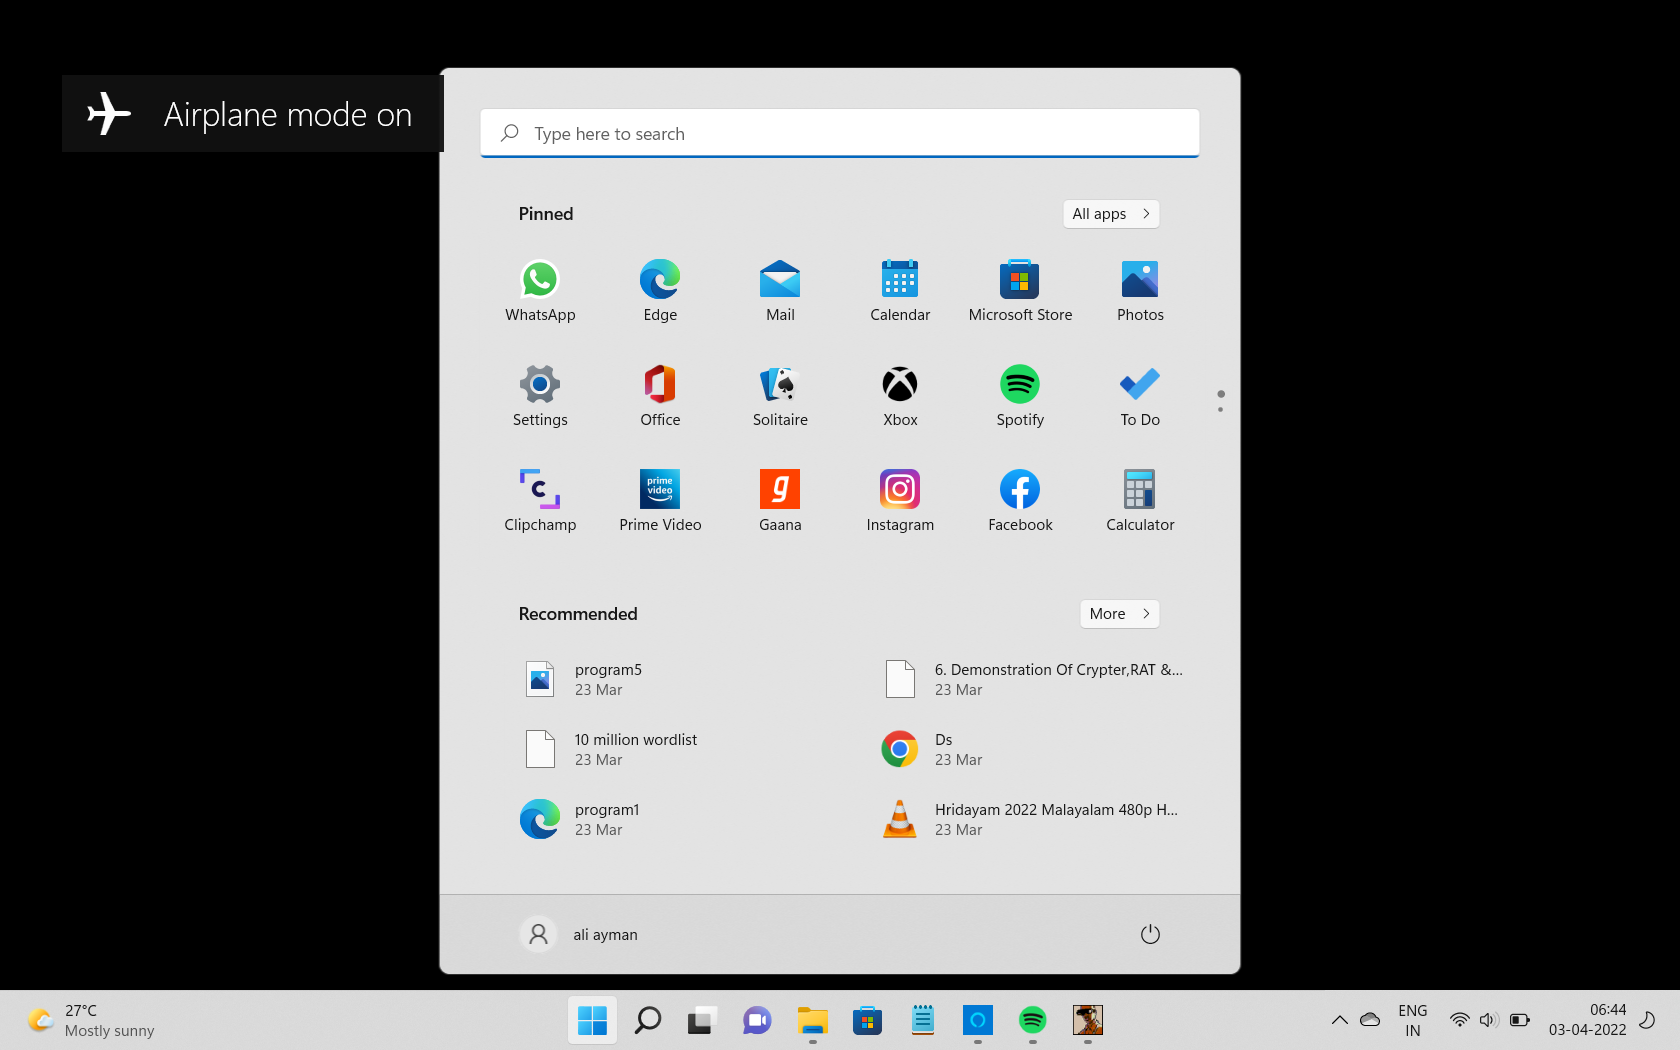 Airplane mode on
Type here to search
Pinned
All apps
WhatsApp
Edge
Mail
Calendar
Microsoft Store
Photos
Settings
Office
Solitaire
Xbox
Spotify
To Do
prime
video
Clipchamp
Prime Video
Gaana
Instagram
Facebook
Calculator
Recommended
More
program5
23 Mar
6. Demonstration Of Crypter,RAT &...
23 Mar
10 million wordlist
23 Mar
Ds
23 Mar
program1
23 Mar
Hridayam 2022 Malayalam 480p H...
23 Mar
ali ayman
27°C
Mostly sunny
ENG
IN
06:44
03-04-2022